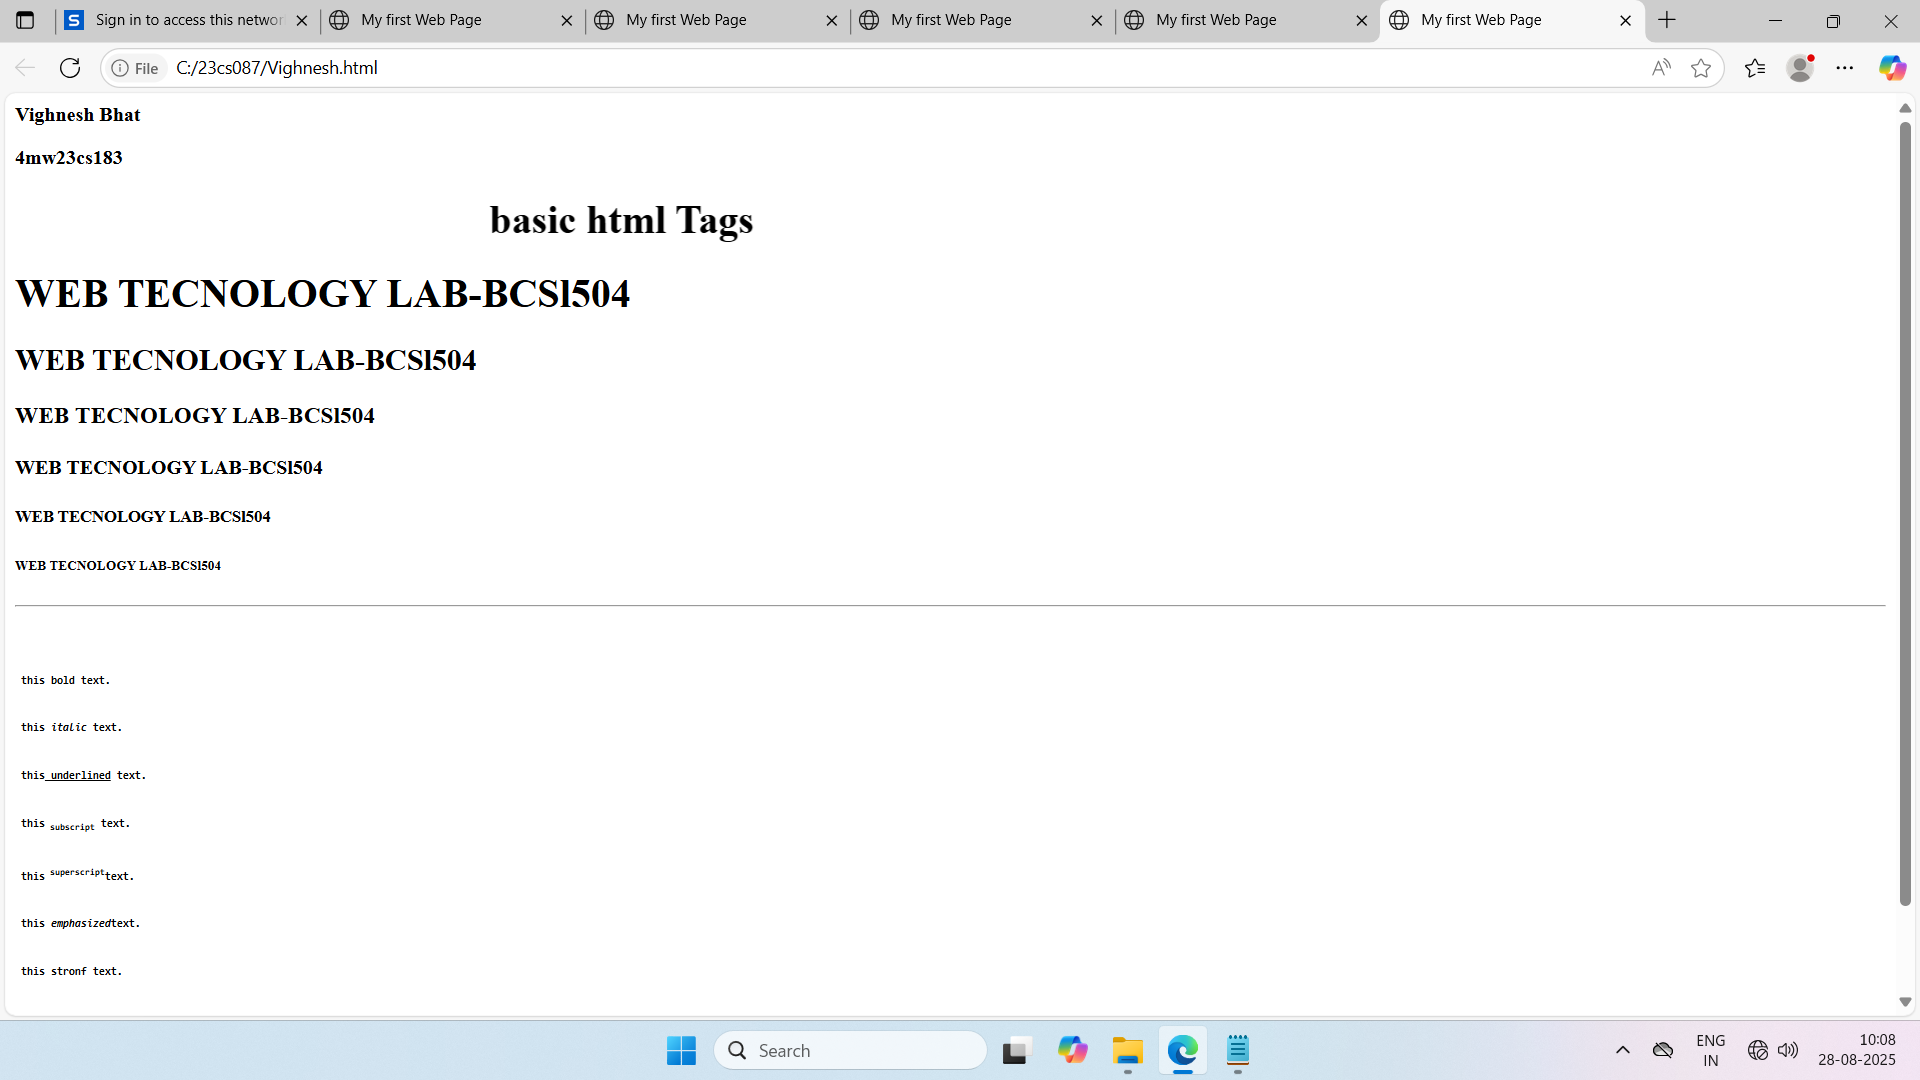 Sign in to access this networ
My first Web Page
My first Web Page
My first Web Page
My first Web Page
My first Web Page
File C:/23cs087/Vighnesh.html
Vighnesh Bhat
4mw23cs183
basic html Tags
WEB TECNOLOGY LAB-BCSl504
WEB TECNOLOGY LAB-BCSl504
WEB TECNOLOGY LAB-BCSl504
WEB TECNOLOGY LAB-BCSl504
WEB TECNOLOGY LAB-BCSl504
WEB TECNOLOGY LAB-BCSl504
this bold text.
this italic text.
this underlined text.
this subscript text.
this superscripttext.
this emphasizedtext.
this stronf text.
Search
ENG
IN
10:08
28-08-2025